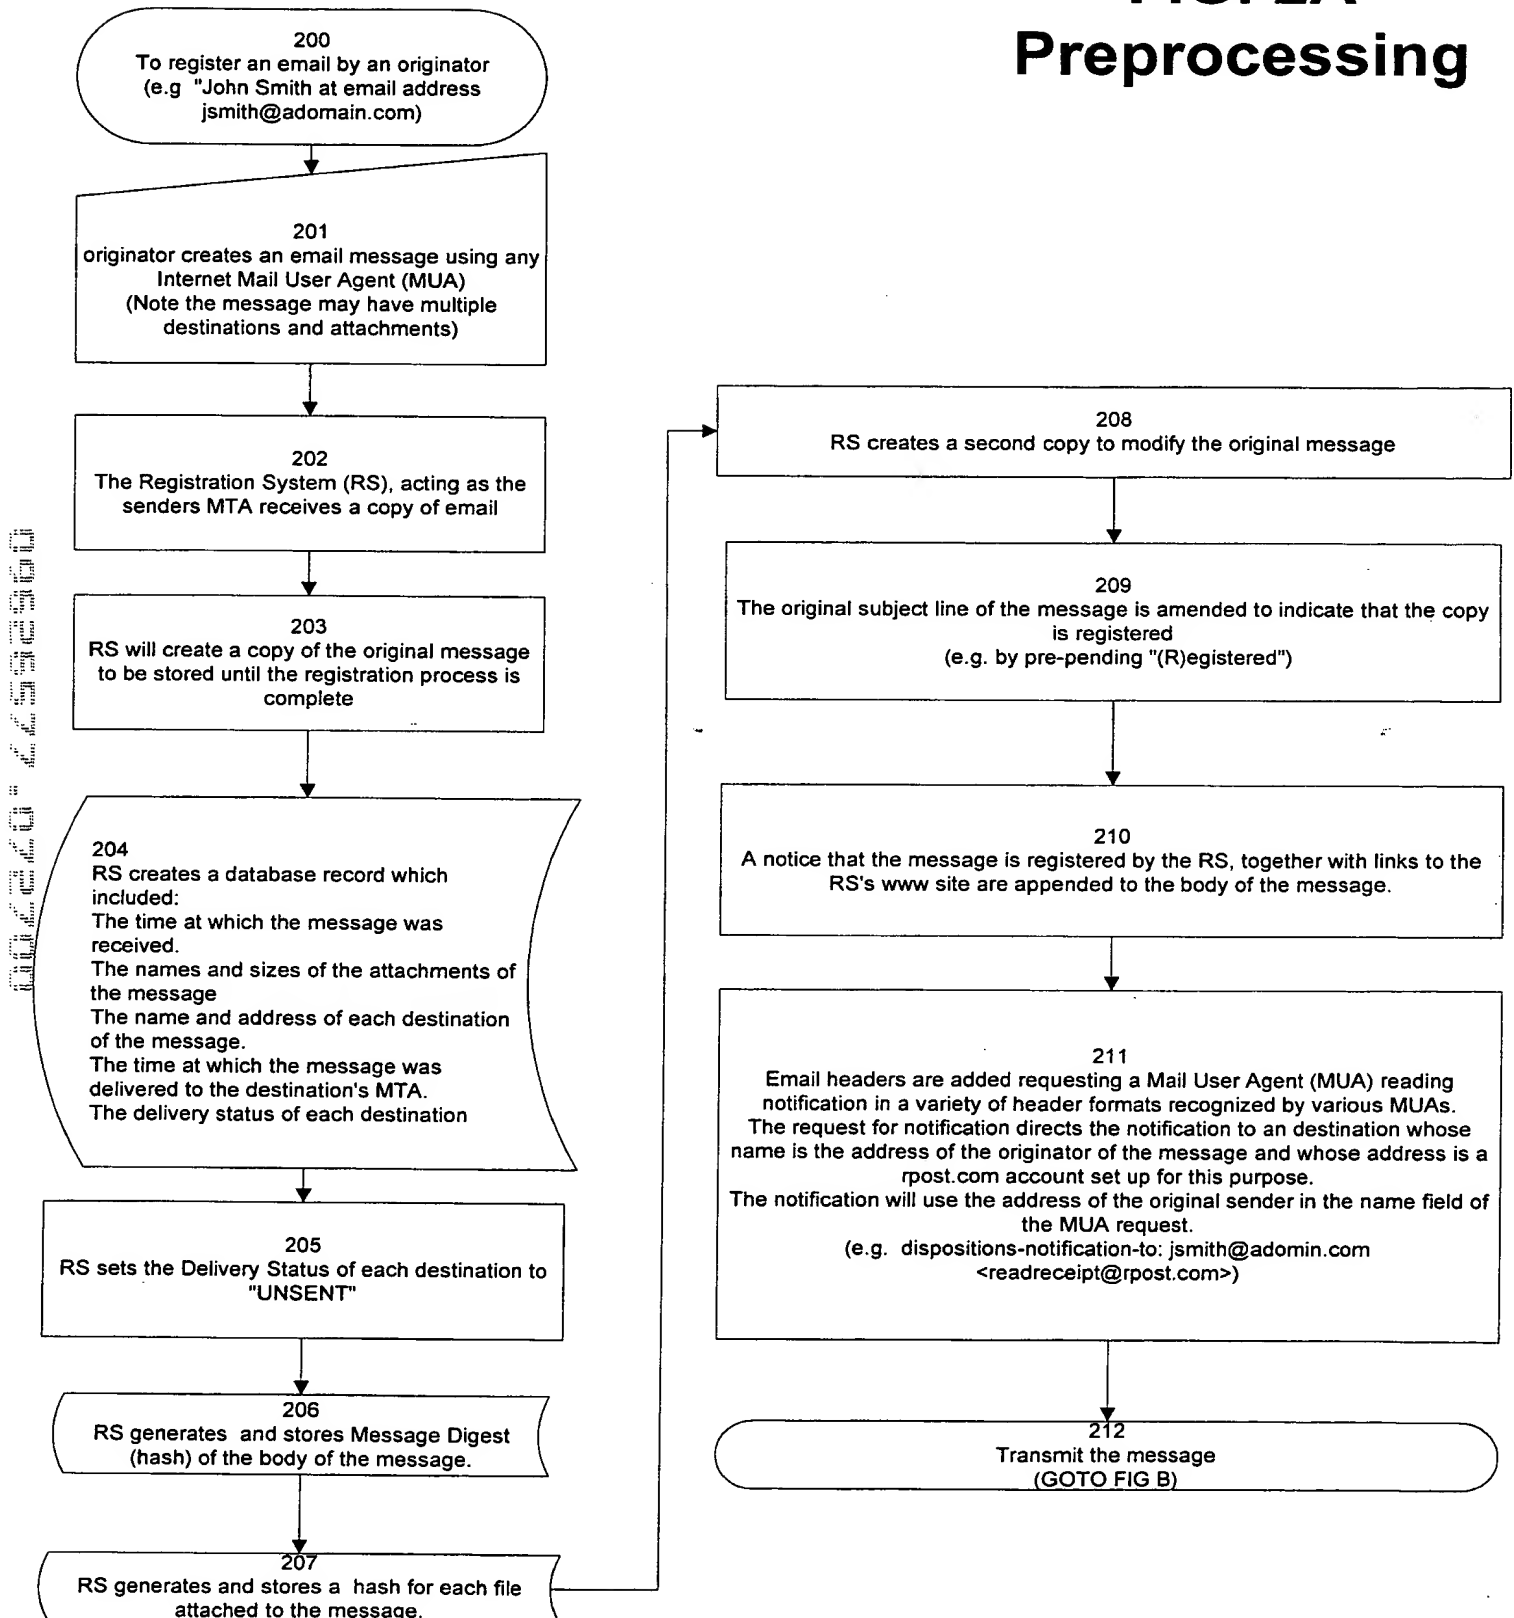 Preprocessing
200
To register an email by an originator
(e.g "John Smith at email address
jsmith@adomain.com)
201
originator creates an email message using any
Internet Mail User Agent (MUA)
(Note the message may have multiple
destinations and attachments)
202
The Registration System (RS), acting as the
senders MTA receives a copy of email
203
RS will create a copy of the original message
to be stored until the registration process is
complete
204
RS creates a database record which
included:
The time at which the message was
received.
The names and sizes of the attachments of
the message
The name and address of each destination
of the message.
The time at which the message was
delivered to the destination's MTA.
The delivery status of each destination
205
RS sets the Delivery Status of each destination to
"UNSENT"
206
RS generates and stores Message Digest
(hash) of the body of the message.
207
RS generates and stores a hash for each file
attached to the message.
208
RS creates a second copy to modify the original message
209
The original subject line of the message is amended to indicate that the copy
is registered
(e.g. by pre-pending "(R)egistered")
210
A notice that the message is registered by the RS, together with links to the
RS's www site are appended to the body of the message.
211
Email headers are added requesting a Mail User Agent (MUA) reading
notification in a variety of header formats recognized by various MUAs.
The request for notification directs the notification to an destination whose
name is the address of the originator of the message and whose address is a
rpost.com account set up for this purpose.
The notification will use the address of the original sender in the name field of
the MUA request.
(e.g. dispositions-notification-to: jsmith@adomin.com
<readreceipt@rpost.com>)
212
Transmit the message
(GOTO FIG B)